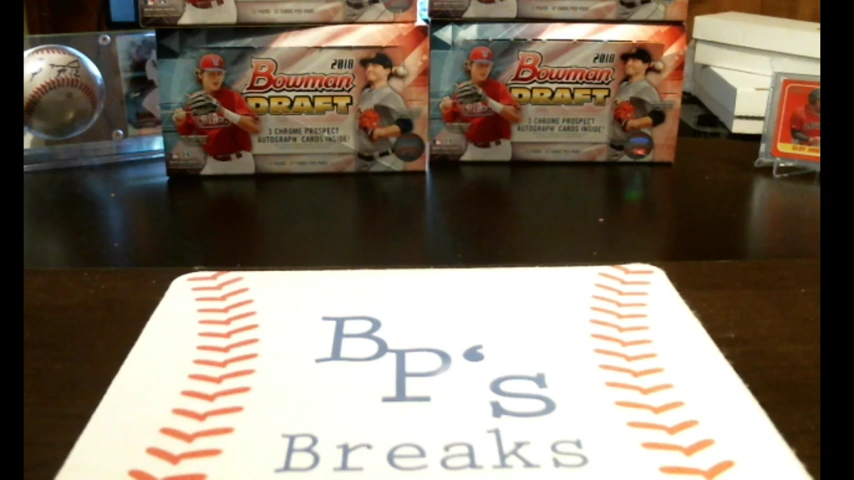 2018
Bowman
DRAFT
3 CHROME PROSPECT
AUTOGRAPH CARDS INSIDE!
2018
Bowman
DRAFT
3 CHROME PROSPECT
AUTOGRAPH CARDS INSIDE!
BP's
Breaks